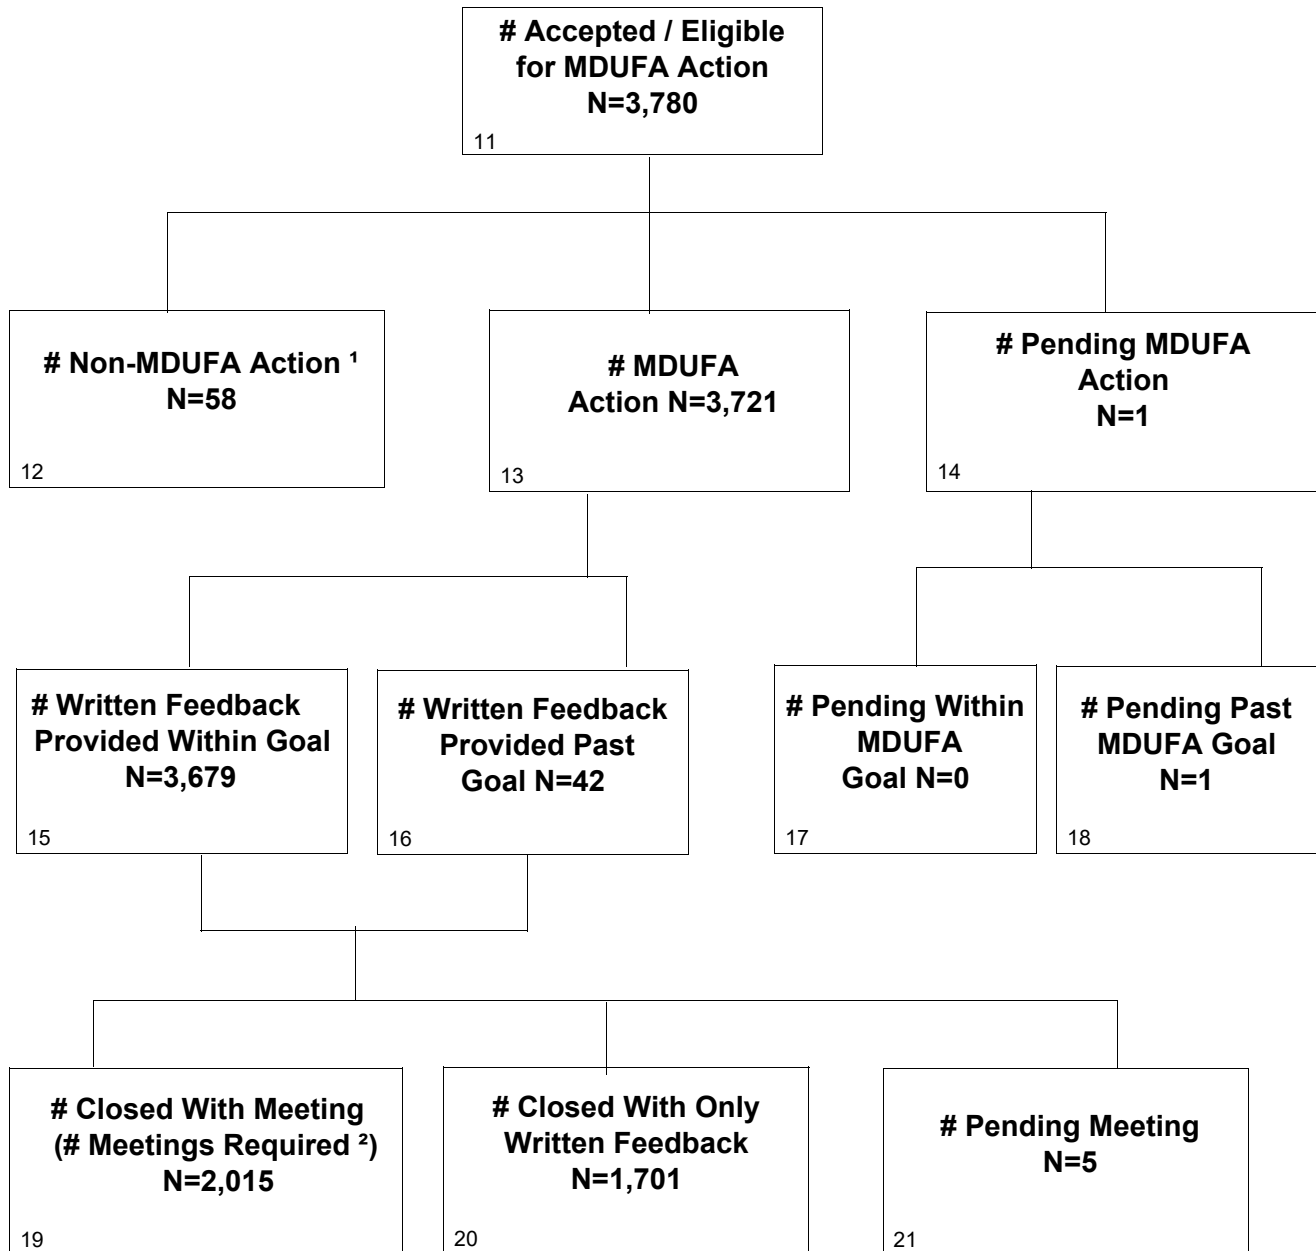 # Accepted / Eligible
for MDUFA Action
N=3,780
11
# Non-MDUFA Action ¹
N=58
12
# MDUFA
Action N=3,721
13
# Pending MDUFA
Action
N=1
14
# Written Feedback
Provided Within Goal
N=3,679
15
# Written Feedback
Provided Past
Goal N=42
16
# Pending Within
MDUFA
Goal N=0
17
# Pending Past
MDUFA Goal
N=1
18
# Closed With Meeting
(# Meetings Required ²)
N=2,015
19
# Closed With Only
Written Feedback
N=1,701
20
# Pending Meeting
N=5
21